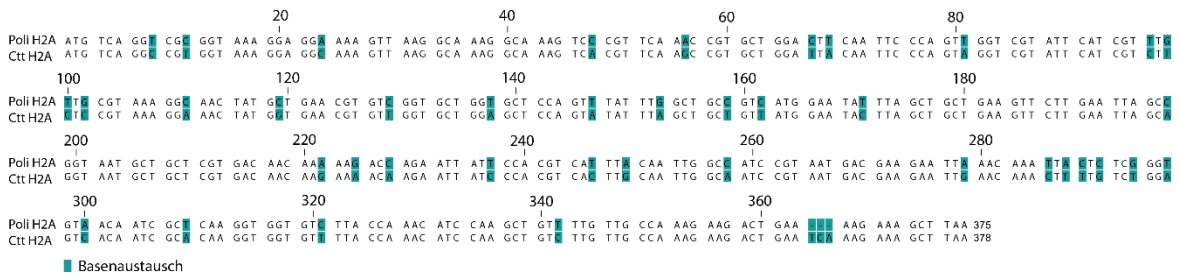 20 40 60 80
Poli H2A ATG TCA GGT CGC GGT AAA GGA GGA AAA GTT AAG GCA AAG GCA AAG TCC CGT TCA AAC CGT GCT GGA CTT CAA TTC CCA GTT GGT CGT ATT CAT CGT TTG
Ctt H2A ATG TCA GGC CGT GGT AAA GGA GGC AAA GTT AAG GCA AAG GCA AAG TCA CGT TCA AGC CGT GCT GGA TTA CAA TTC CCA GTA GGT CGT ATT CAT CGT CTT
100 120 140 160 180
Poli H2A TTG CGT AAA GGC AAC TAT GCT GAA CGT GTC GGT GCT GGT GCT CCA GTT TAT TTG GCT GCC GTC ATG GAA TAT TTA GCT GCT GAA GTT CTT GAA TTA GCC
Ctt H2A CTC CGT AAA GGA AAC TAT GGT GAA CGT GTT GGT GCT GGA GCT CCA GTA TAT TTA GCT GCT GTT ATG GAA TAC TTA GCT GCT GAA GTT CTT GAA TTA GCA
200 220 240 260 280
Poli H2A GGT AAT GCT GCT CGT GAC AAC AAA AAG ACC AGA ATT ATT CCA CGT CAT TTA CAA TTG GCC ATC CGT AAT GAC GAA GAA TTA AAC AAA TTA CTC TCG GGT
Ctt H2A GGT AAT GCT GCT CGT GAC AAC AAG AAA ACA AGA ATT ATC CCA CGT CAC TTG CAA TTG GCA ATC CGT AAT GAC GAA GAA TTG AAC AAA CTT TTG TCT GGA
300 320 340 360
Poli H2A GTA ACA ATC GCT CAA GGT GGT GTC TTA CCA AAC ATC CAA GCT GTT TTG TTG CCA AAG AAG ACT GAA --- AAG AAA GCT TAA 375
Ctt H2A GTC ACA ATC GCA CAA GGT GGT GTT TTA CCA AAC ATC CAA GCT GTC TTG TTG CCA AAG AAG ACT GAA TCA AAG AAA GCT TAA 378
Basenaustausch